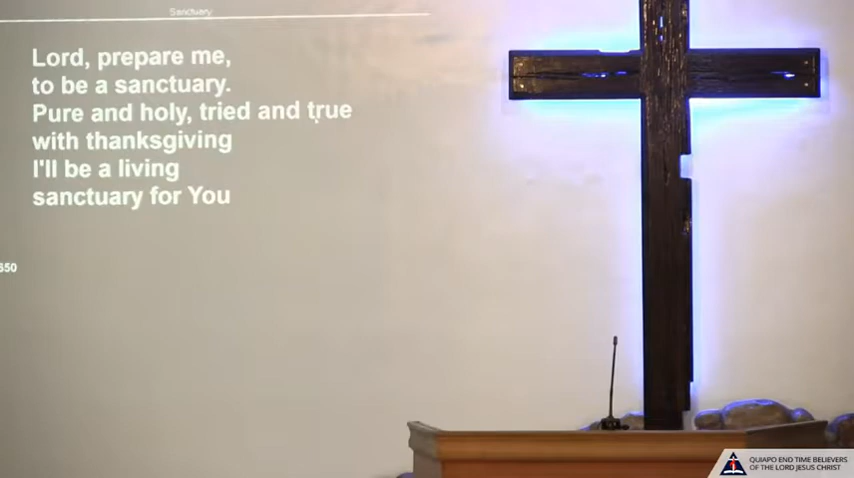 Sanctuary
Lord, prepare me,
to be a sanctuary.
Pure and holy, tried and true
with thanksgiving
I'll be a living
sanctuary for You
650
QUIAPO END TIME BELIEVERS
OF THE LORD JESUS CHRIST